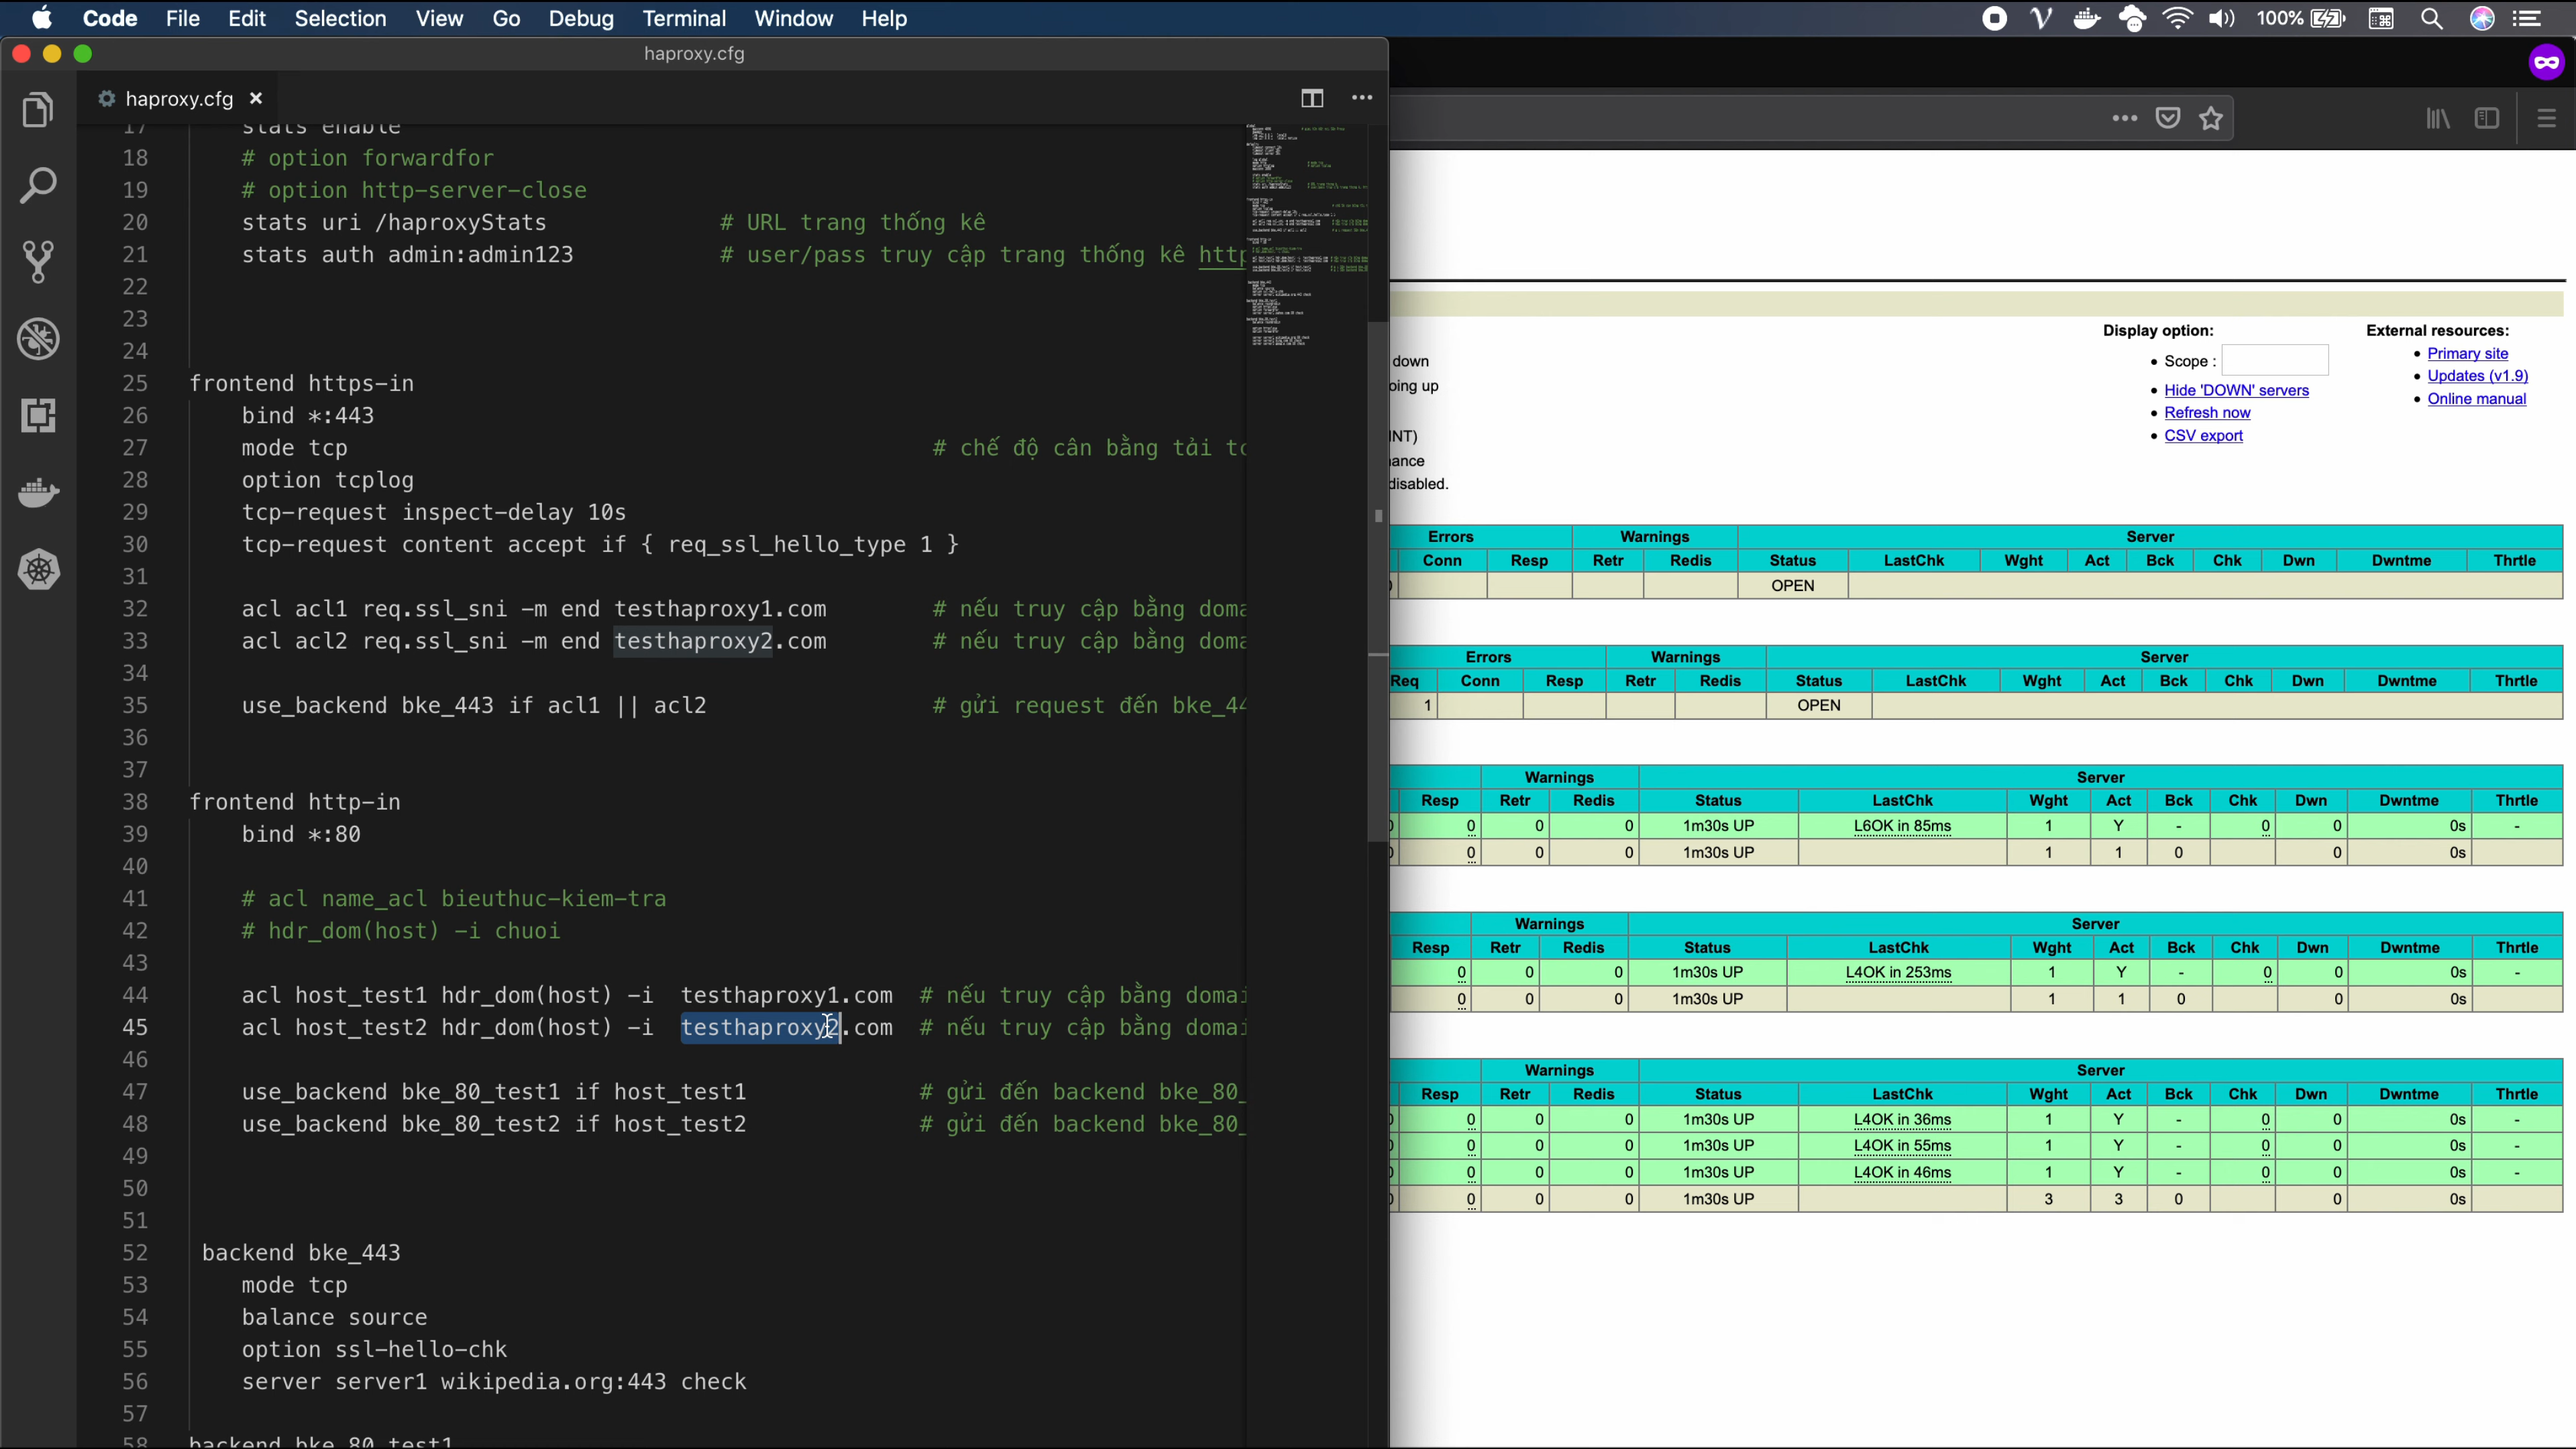 Code File Edit Selection View Go Debug Terminal Window Help 100%
haproxy.cfg
haproxy.cfg
17 stats enable
18 # option forwardfor
19 # option http-server-close
20 stats uri /haproxyStats # URL trang thống kê
21 stats auth admin:admin123 # user/pass truy cập trang thống kê http
22
23
24
25 frontend https-in
26 bind *:443
27 mode tcp # chế độ cân bằng tải tc
28 option tcplog
29 tcp-request inspect-delay 10s
30 tcp-request content accept if { req_ssl_hello_type 1 }
31
32 acl acl1 req.ssl_sni -m end testhaproxy1.com # nếu truy cập bằng doma
33 acl acl2 req.ssl_sni -m end testhaproxy2.com # nếu truy cập bằng doma
34
35 use_backend bke_443 if acl1 || acl2 # gửi request đến bke_44
36
37
38 frontend http-in
39 bind *:80
40
41 # acl name_acl bieuthuc-kiem-tra
42 # hdr_dom(host) -i chuoi
43
44 acl host_test1 hdr_dom(host) -i testhaproxy1.com # nếu truy cập bằng domai
45 acl host_test2 hdr_dom(host) -i testhaproxy2.com # nếu truy cập bằng domai
46
47 use_backend bke_80_test1 if host_test1 # gửi đến backend bke_80_
48 use_backend bke_80_test2 if host_test2 # gửi đến backend bke_80_
49
50
51
52 backend bke_443
53 mode tcp
54 balance source
55 option ssl-hello-chk
56 server server1 wikipedia.org:443 check
57
58 backend bke_80_test1
down
oing up
INT)
ance
disabled.
Display option:
• Scope :
• Hide 'DOWN' servers
• Refresh now
• CSV export
External resources:
• Primary site
• Updates (v1.9)
• Online manual
Errors Warnings Server
Conn Resp Retr Redis Status LastChk Wght Act Bck Chk Dwn Dwntme Thrtle
OPEN
Errors Warnings Server
Req Conn Resp Retr Redis Status LastChk Wght Act Bck Chk Dwn Dwntme Thrtle
1 OPEN
Warnings Server
Resp Retr Redis Status LastChk Wght Act Bck Chk Dwn Dwntme Thrtle
0 0 0 1m30s UP L6OK in 85ms 1 Y - 0 0 0s -
0 0 0 1m30s UP 1 1 0 0 0s
Warnings Server
Resp Retr Redis Status LastChk Wght Act Bck Chk Dwn Dwntme Thrtle
0 0 0 1m30s UP L4OK in 253ms 1 Y - 0 0 0s -
0 0 0 1m30s UP 1 1 0 0 0s
Warnings Server
Resp Retr Redis Status LastChk Wght Act Bck Chk Dwn Dwntme Thrtle
0 0 0 1m30s UP L4OK in 36ms 1 Y - 0 0 0s -
0 0 0 1m30s UP L4OK in 55ms 1 Y - 0 0 0s -
0 0 0 1m30s UP L4OK in 46ms 1 Y - 0 0 0s -
0 0 0 1m30s UP 3 3 0 0 0s